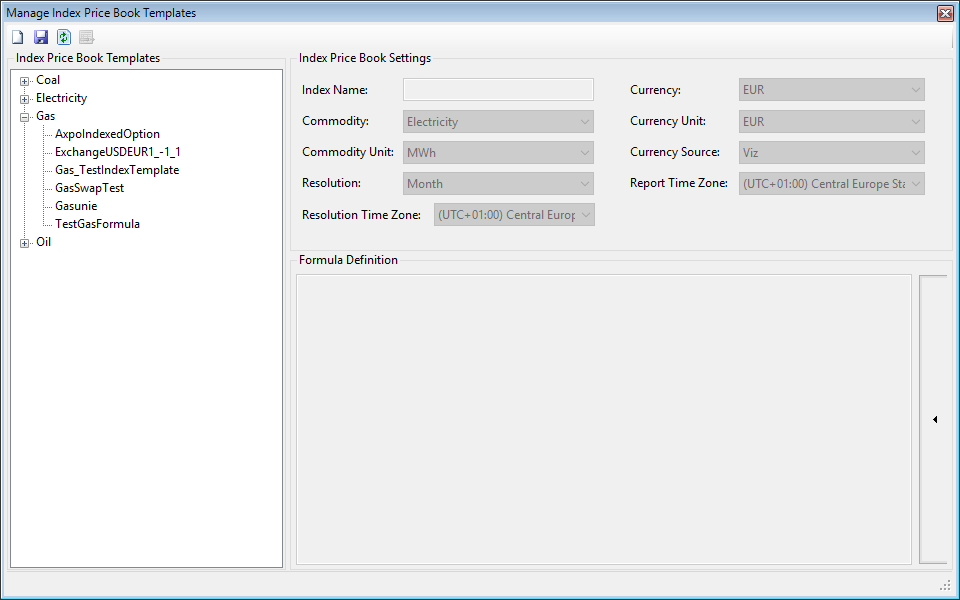 Manage Index Price Book Templates
Index Price Book Templates
Coal
Electricity
Gas
AxpoIndexedOption
ExchangeUSDEUR1_-1_1
Gas_TestIndexTemplate
GasSwapTest
Gasunie
TestGasFormula
Oil
Index Price Book Settings
Index Name:
Commodity: Electricity
Commodity Unit: MWh
Resolution: Month
Resolution Time Zone: (UTC+01:00) Central Europ
Currency: EUR
Currency Unit: EUR
Currency Source: Viz
Report Time Zone: (UTC+01:00) Central Europe Sta
Formula Definition